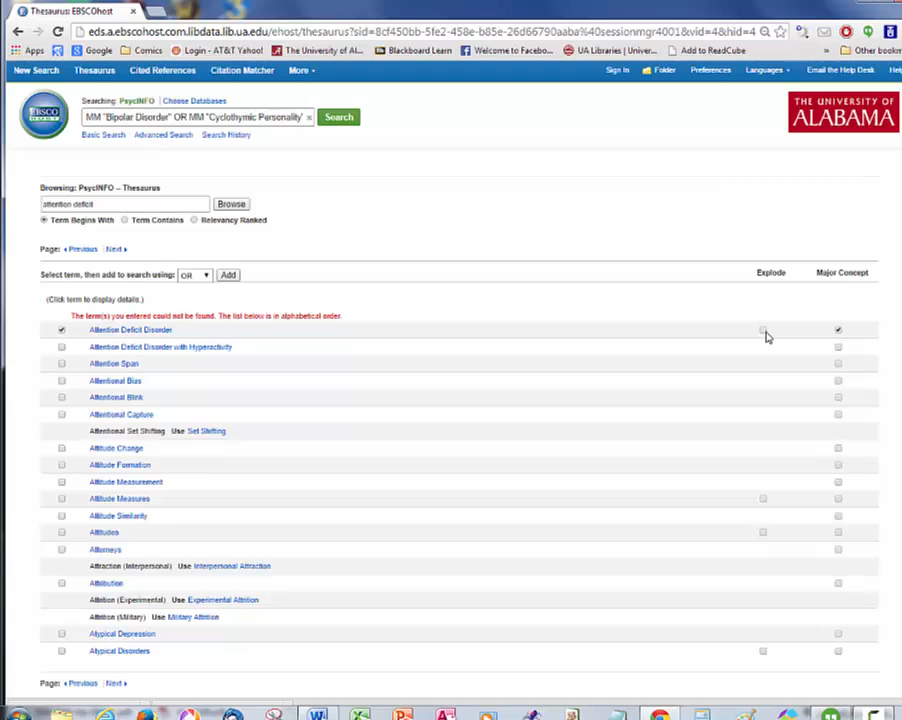 Thesaurus: EBSCOhost ×
eds.a.ebscohost.com.libdata.lib.ua.edu/ehost/thesaurus?sid=8cf450bb-5fe2-458e-b85e-26d66790aaba%40sessionmgr4001&vid=4&hid=4
Apps Google Comics Login - AT&T Yahoo! The University of Al... Blackboard Learn Welcome to Facebo... UA Libraries | Univer... Add to ReadCube » Other bookm
New Search Thesaurus Cited References Citation Matcher More Sign In Folder Preferences Languages Email the Help Desk Hel
Searching: PsycINFO | Choose Databases
MM "Bipolar Disorder" OR MM "Cyclothymic Personality" × Search
Basic Search Advanced Search Search History
EBSCO
THE UNIVERSITY OF
ALABAMA
Browsing: PsycINFO -- Thesaurus
attention deficit Browse
Term Begins With Term Contains Relevancy Ranked
Page: Previous Next
Select term, then add to search using: OR Add Explode Major Concept
(Click term to display details.)
The term(s) you entered could not be found. The list below is in alphabetical order.
Attention Deficit Disorder
Attention Deficit Disorder with Hyperactivity
Attention Span
Attentional Bias
Attentional Blink
Attentional Capture
Attentional Set Shifting Use Set Shifting
Attitude Change
Attitude Formation
Attitude Measurement
Attitude Measures
Attitude Similarity
Attitudes
Attorneys
Attraction (Interpersonal) Use Interpersonal Attraction
Attribution
Attrition (Experimental) Use Experimental Attrition
Attrition (Military) Use Military Attrition
Atypical Depression
Atypical Disorders
Page: Previous Next